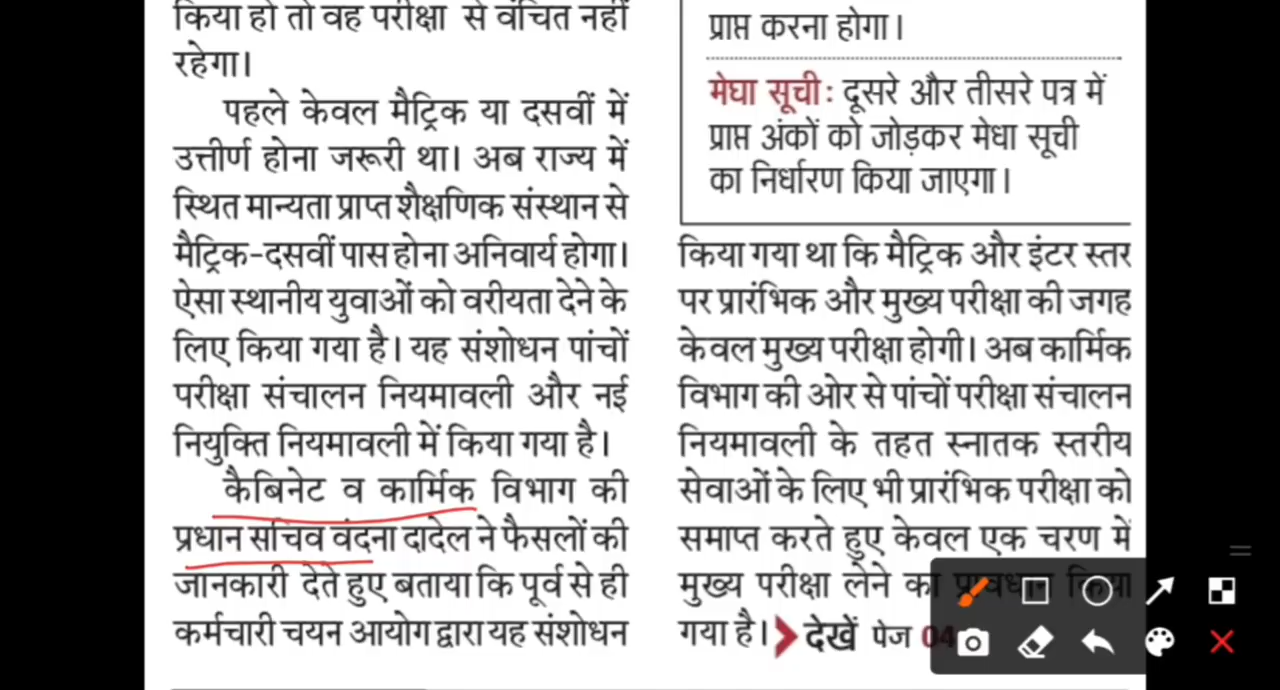 किया हो तो वह परीक्षा से वंचित नहीं
रहेगा।
पहले केवल मैट्रिक या दसवीं में
उत्तीर्ण होना जरूरी था। अब राज्य में
स्थित मान्यता प्राप्त शैक्षणिक संस्थान से
मैट्रिक-दसवीं पास होना अनिवार्य होगा।
ऐसा स्थानीय युवाओं को वरीयता देने के
लिए किया गया है। यह संशोधन पांचों
परीक्षा संचालन नियमावली और नई
नियुक्ति नियमावली में किया गया है।
कैबिनेट व कार्मिक विभाग की
प्रधान सचिव वंदना दादेल ने फैसलों की
जानकारी देते हुए बताया कि पूर्व से ही
कर्मचारी चयन आयोग द्वारा यह संशोधन
प्राप्त करना होगा।
मेघा सूची: दूसरे और तीसरे पत्र में
प्राप्त अंकों को जोड़कर मेधा सूची
का निर्धारण किया जाएगा।
किया गया था कि मैट्रिक और इंटर स्तर
पर प्रारंभिक और मुख्य परीक्षा की जगह
केवल मुख्य परीक्षा होगी। अब कार्मिक
विभाग की ओर से पांचों परीक्षा संचालन
नियमावली के तहत स्नातक स्तरीय
सेवाओं के लिए भी प्रारंभिक परीक्षा को
समाप्त करते हुए केवल एक चरण में
मुख्य परीक्षा लेने का प्रावधान किया
गया है। देखें पेज 04